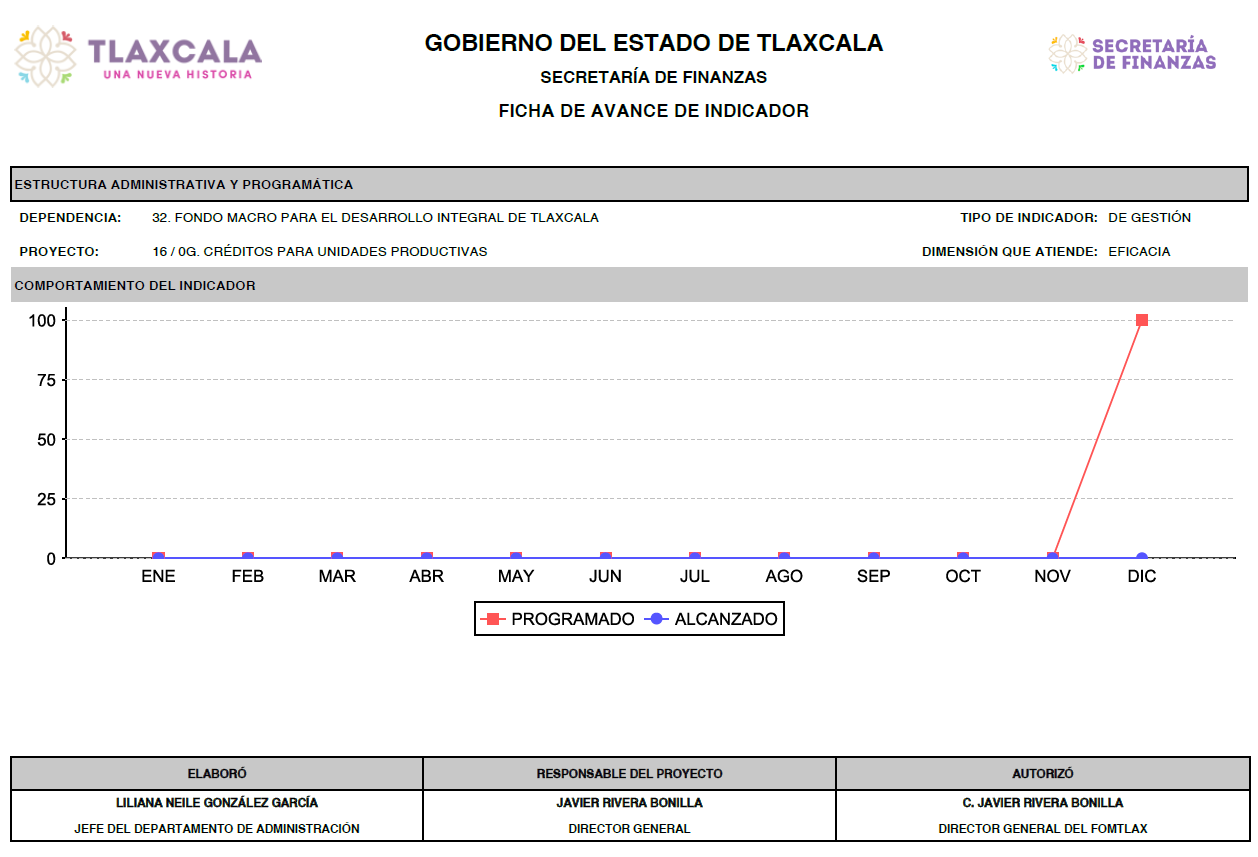 TLAXCALA
UNA NUEVA HISTORIA
GOBIERNO DEL ESTADO DE TLAXCALA
SECRETARÍA DE FINANZAS
FICHA DE AVANCE DE INDICADOR
SECRETARÍA
DE FINANZAS
ESTRUCTURA ADMINISTRATIVA Y PROGRAMÁTICA
DEPENDENCIA: 32. FONDO MACRO PARA EL DESARROLLO INTEGRAL DE TLAXCALA TIPO DE INDICADOR: DE GESTIÓN
PROYECTO: 16 / 0G. CRÉDITOS PARA UNIDADES PRODUCTIVAS DIMENSIÓN QUE ATIENDE: EFICACIA
COMPORTAMIENTO DEL INDICADOR
100
75
50
25
0
ENE FEB MAR ABR MAY JUN JUL AGO SEP OCT NOV DIC
PROGRAMADO ALCANZADO
ELABORÓ RESPONSABLE DEL PROYECTO AUTORIZÓ
LILIANA NEILE GONZÁLEZ GARCÍA JAVIER RIVERA BONILLA C. JAVIER RIVERA BONILLA
JEFE DEL DEPARTAMENTO DE ADMINISTRACIÓN DIRECTOR GENERAL DIRECTOR GENERAL DEL FOMTLAX